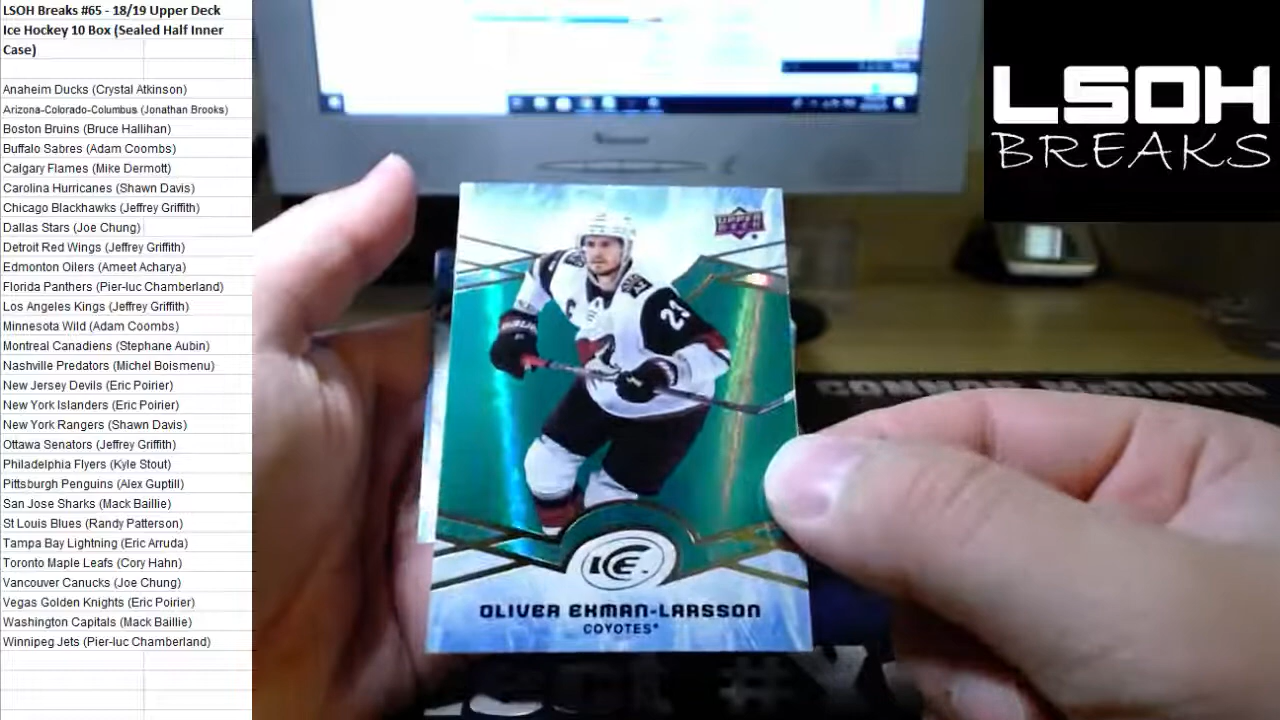 LSOH Breaks #65 - 18/19 Upper Deck
Ice Hockey 10 Box (Sealed Half Inner
Case)
Anaheim Ducks (Crystal Atkinson)
Arizona-Colorado-Columbus (Jonathan Brooks)
Boston Bruins (Bruce Hallihan)
Buffalo Sabres (Adam Coombs)
Calgary Flames (Mike Dermott)
Carolina Hurricanes (Shawn Davis)
Chicago Blackhawks (Jeffrey Griffith)
Dallas Stars (Joe Chung)
Detroit Red Wings (Jeffrey Griffith)
Edmonton Oilers (Ameet Acharya)
Florida Panthers (Pier-luc Chamberland)
Los Angeles Kings (Jeffrey Griffith)
Minnesota Wild (Adam Coombs)
Montreal Canadiens (Stephane Aubin)
Nashville Predators (Michel Boismenu)
New Jersey Devils (Eric Poirier)
New York Islanders (Eric Poirier)
New York Rangers (Shawn Davis)
Ottawa Senators (Jeffrey Griffith)
Philadelphia Flyers (Kyle Stout)
Pittsburgh Penguins (Alex Guptill)
San Jose Sharks (Mack Baillie)
St Louis Blues (Randy Patterson)
Tampa Bay Lightning (Eric Arruda)
Toronto Maple Leafs (Cory Hahn)
Vancouver Canucks (Joe Chung)
Vegas Golden Knights (Eric Poirier)
Washington Capitals (Mack Baillie)
Winnipeg Jets (Pier-luc Chamberland)
LSOH
BREAKS
UPPER
DECK
23
CONNOR McDAVID
ICE
OLIVER EKMAN-LARSSON
COYOTES